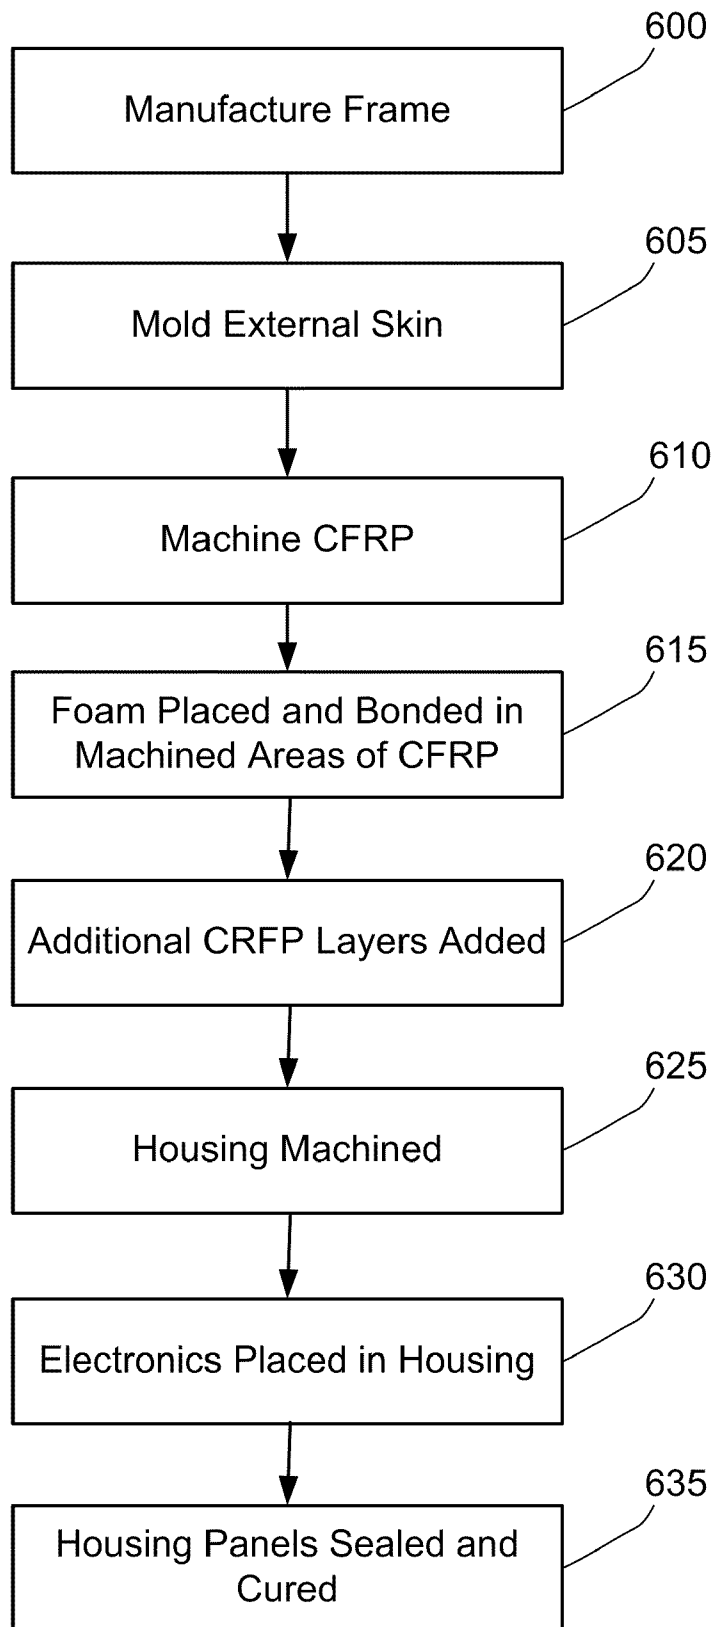 600
Manufacture Frame
605
Mold External Skin
610
Machine CFRP
615
Foam Placed and Bonded in
Machined Areas of CFRP
620
Additional CRFP Layers Added
625
Housing Machined
630
Electronics Placed in Housing
635
Housing Panels Sealed and
Cured